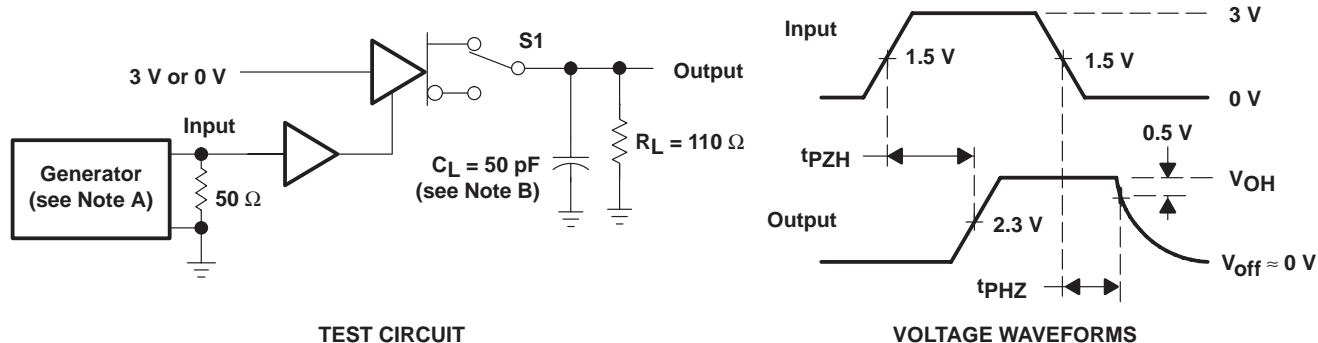 S1
3 V or 0 V
Output
Input
Generator
(see Note A)
50 Ω
CL = 50 pF
(see Note B)
RL = 110 Ω
TEST CIRCUIT
Input
3 V
1.5 V
1.5 V
0 V
0.5 V
tPZH
VOH
Output
2.3 V
Voff ≈ 0 V
tPHZ
VOLTAGE WAVEFORMS